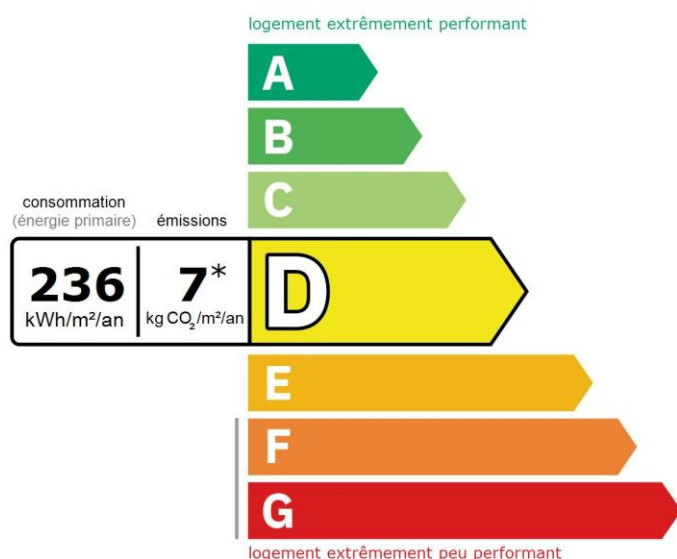 logement extrêmement performant
A
B
C
consommation
(énergie primaire) émissions
236 7* D
kWh/m²/an kg CO₂/m²/an
E
F
G
logement extrêmement peu performant